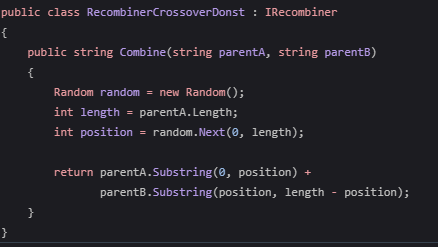 public class RecombinerCrossoverDonst : IRecombiner
{
    public string Combine(string parentA, string parentB)
    {
        Random random = new Random();
        int length = parentA.Length;
        int position = random.Next(0, length);

        return parentA.Substring(0, position) +
               parentB.Substring(position, length - position);
    }
}